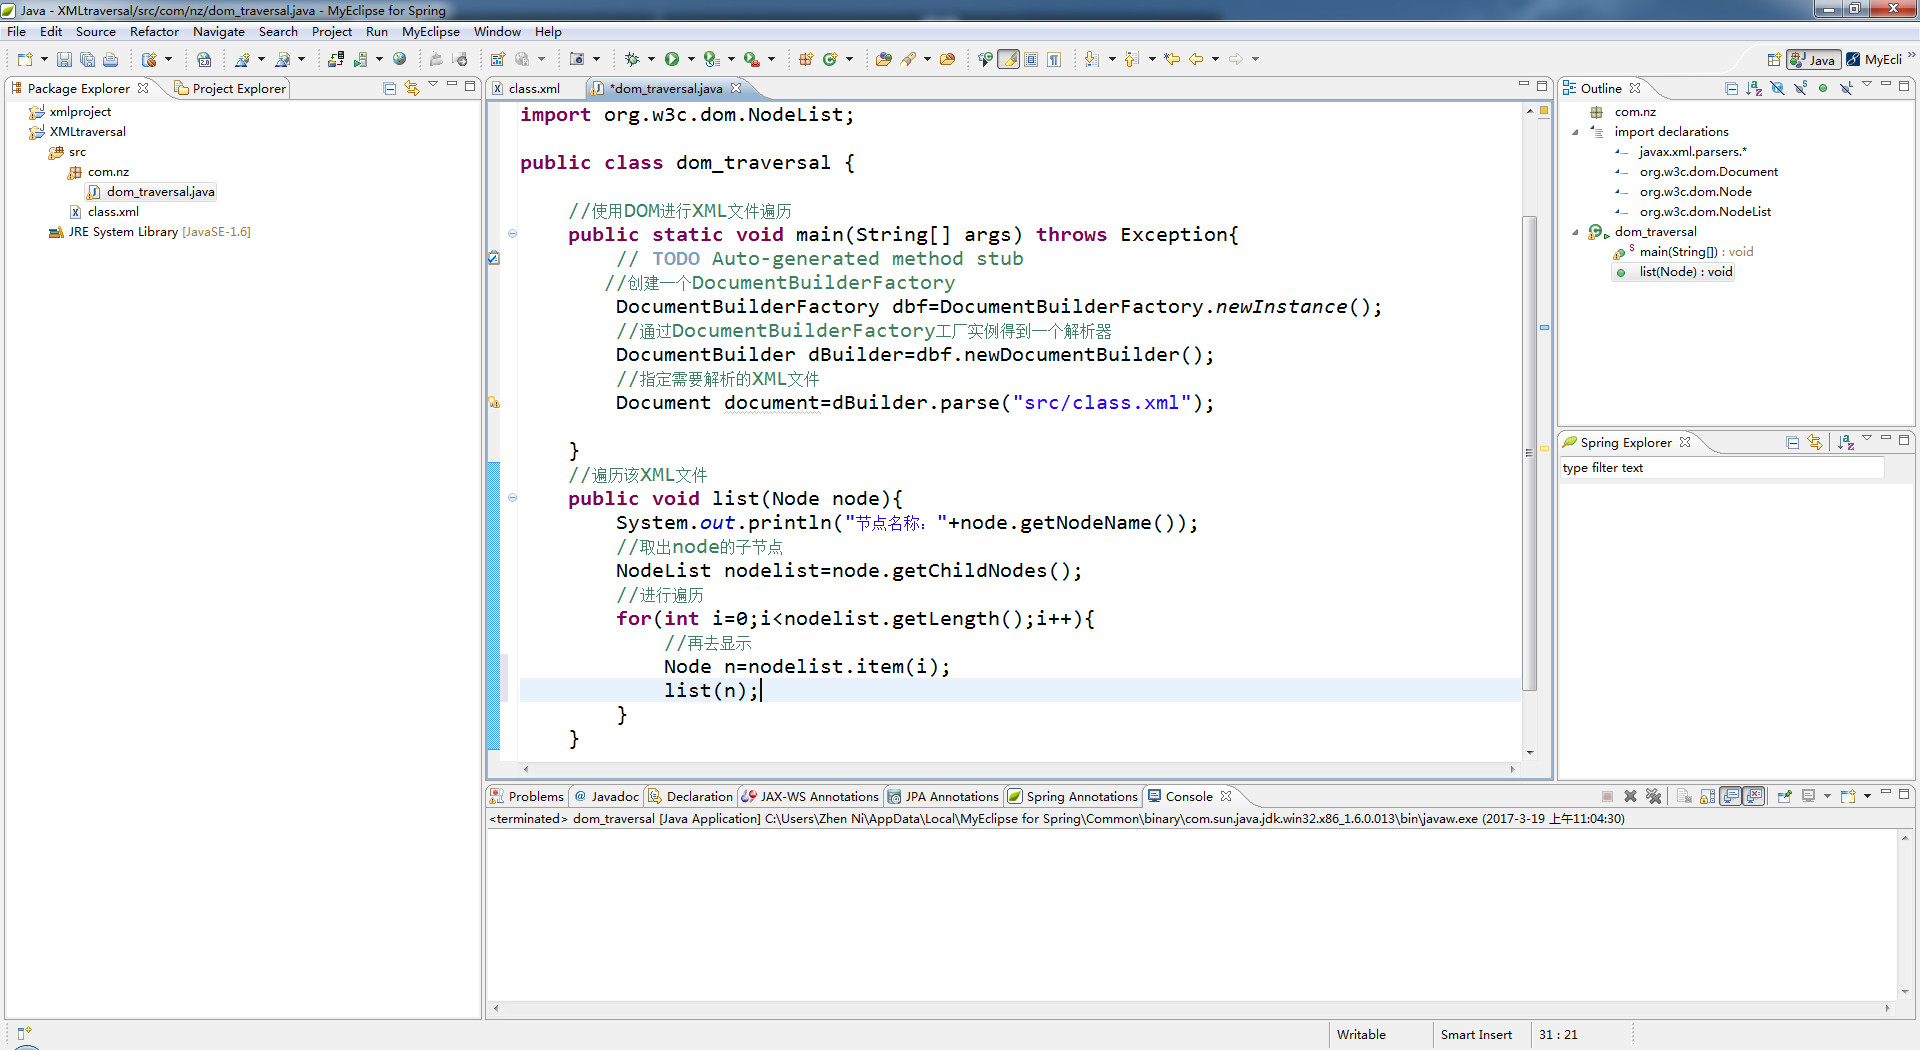 Java - XMLtraversal/src/com/nz/dom_traversal.java - MyEclipse for Spring
File Edit Source Refactor Navigate Search Project Run MyEclipse Window Help
Java MyEcli
Package Explorer Project Explorer
xmlproject
XMLtraversal
src
com.nz
dom_traversal.java
class.xml
JRE System Library [JavaSE-1.6]
class.xml *dom_traversal.java
import org.w3c.dom.NodeList;
public class dom_traversal {
//使用DOM进行XML文件遍历
public static void main(String[] args) throws Exception{
// TODO Auto-generated method stub
//创建一个DocumentBuilderFactory
DocumentBuilderFactory dbf=DocumentBuilderFactory.newInstance();
//通过DocumentBuilderFactory工厂实例得到一个解析器
DocumentBuilder dBuilder=dbf.newDocumentBuilder();
//指定需要解析的XML文件
Document document=dBuilder.parse("src/class.xml");
}
//遍历该XML文件
public void list(Node node){
System.out.println("节点名称："+node.getNodeName());
//取出node的子节点
NodeList nodelist=node.getChildNodes();
//进行遍历
for(int i=0;i<nodelist.getLength();i++){
//再去显示
Node n=nodelist.item(i);
list(n);
}
}
Outline
com.nz
import declarations
javax.xml.parsers.*
org.w3c.dom.Document
org.w3c.dom.Node
org.w3c.dom.NodeList
dom_traversal
main(String[]) : void
list(Node) : void
Spring Explorer
type filter text
Problems Javadoc Declaration JAX-WS Annotations JPA Annotations Spring Annotations Console
<terminated> dom_traversal [Java Application] C:\Users\Zhen Ni\AppData\Local\MyEclipse for Spring\Common\binary\com.sun.java.jdk.win32.x86_1.6.0.013\bin\javaw.exe (2017-3-19 上午11:04:30)
Writable Smart Insert 31 : 21